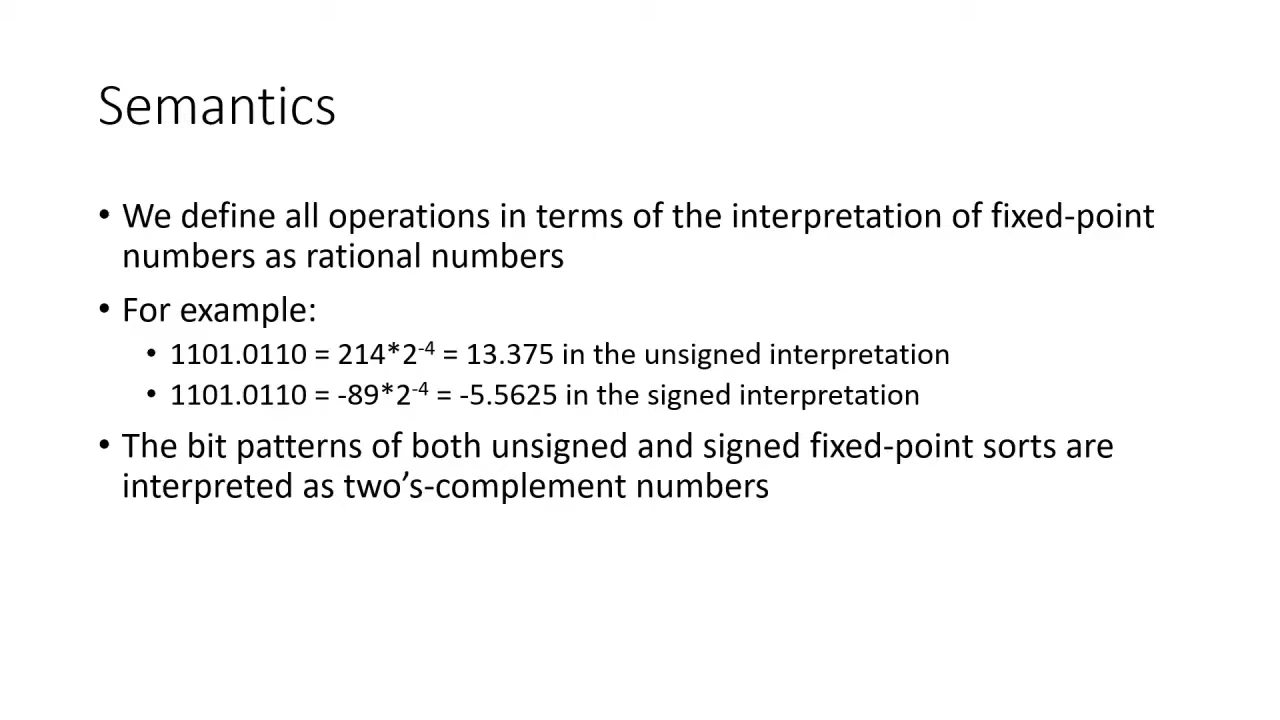 Semantics
• We define all operations in terms of the interpretation of fixed-point
numbers as rational numbers
• For example:
• 1101.0110 = 214*2⁻⁴ = 13.375 in the unsigned interpretation
• 1101.0110 = -89*2⁻⁴ = -5.5625 in the signed interpretation
• The bit patterns of both unsigned and signed fixed-point sorts are
interpreted as two’s-complement numbers